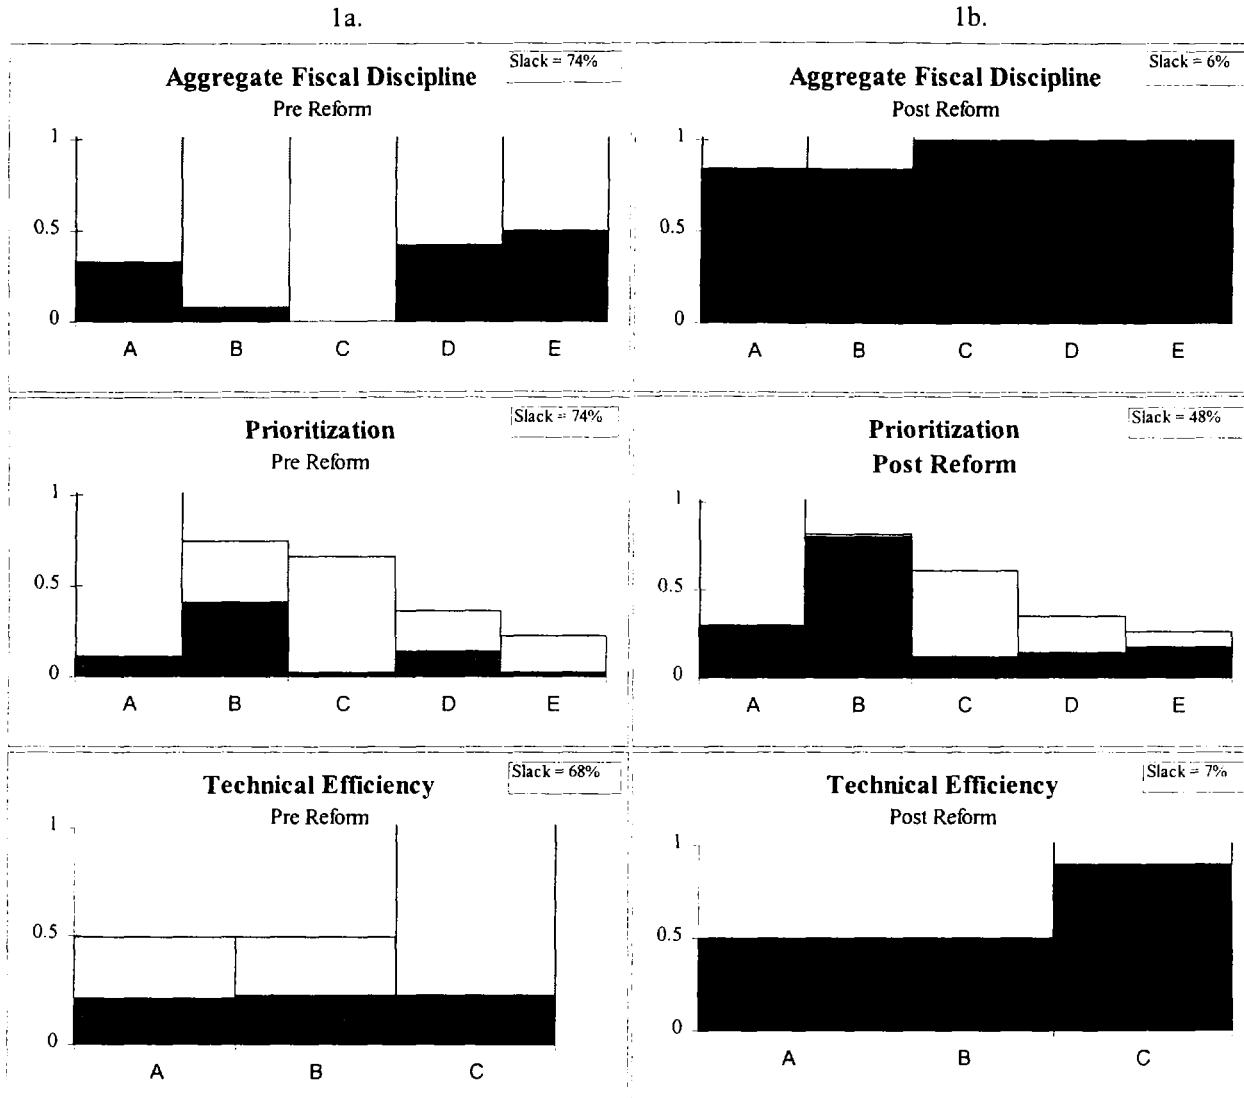 1a.
Slack = 74%
Aggregate Fiscal Discipline
Pre Reform
1
0.5
0
A B C D E
Slack = 74%
Prioritization
Pre Reform
1
0.5
0
A B C D E
Slack = 68%
Technical Efficiency
Pre Reform
1
0.5
0
A B C
1b.
Slack = 6%
Aggregate Fiscal Discipline
Post Reform
1
0.5
0
A B C D E
Slack = 48%
Prioritization
Post Reform
1
0.5
0
A B C D E
Slack = 7%
Technical Efficiency
Post Reform
1
0.5
0
A B C